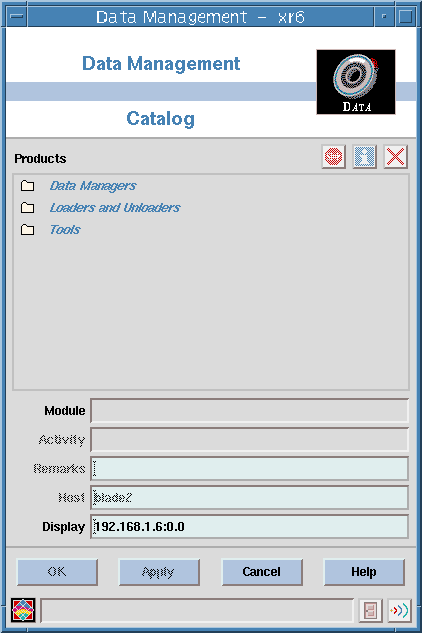 Data Management - xr6
Data Management
DATA
Catalog
Products
Data Managers
Loaders and Unloaders
Tools
Module
Activity
Remarks
Host blade2
Display 192.168.1.6:0.0
OK Apply Cancel Help